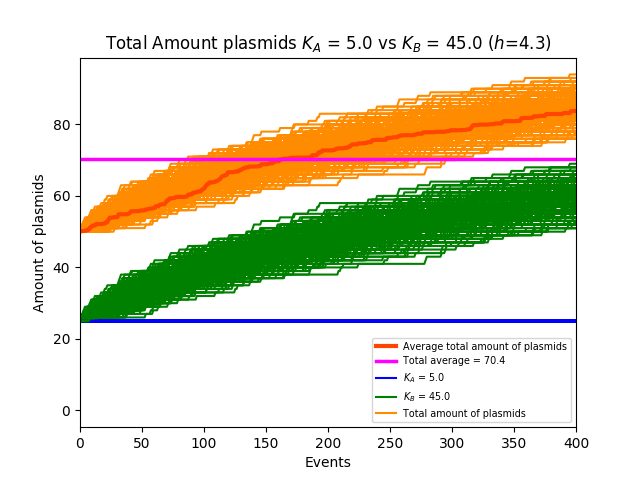 Total Amount plasmids K_A = 5.0 vs K_B = 45.0 (h=4.3)
Amount of plasmids
80
60
40
20
0
Average total amount of plasmids
Total average = 70.4
K_A = 5.0
K_B = 45.0
Total amount of plasmids
0 50 100 150 200 250 300 350 400
Events